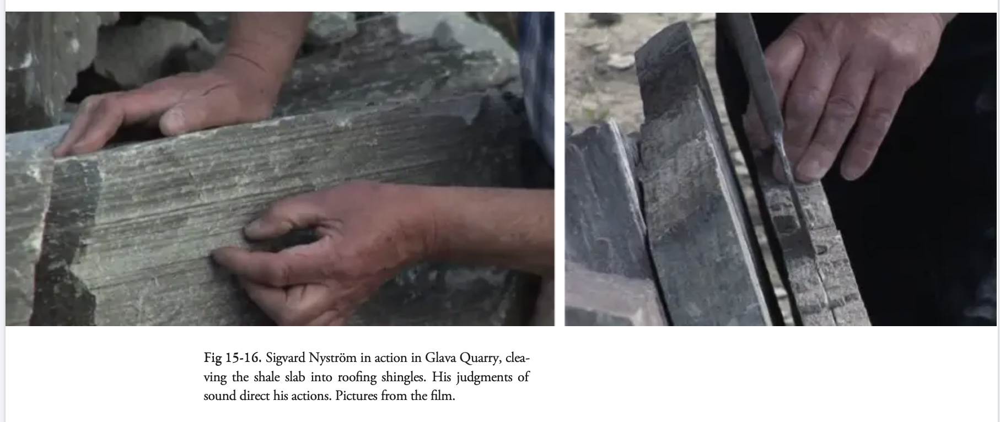 Fig 15-16. Sigvard Nyström in action in Glava Quarry, clea-
ving the shale slab into roofing shingles. His judgments of
sound direct his actions. Pictures from the film.